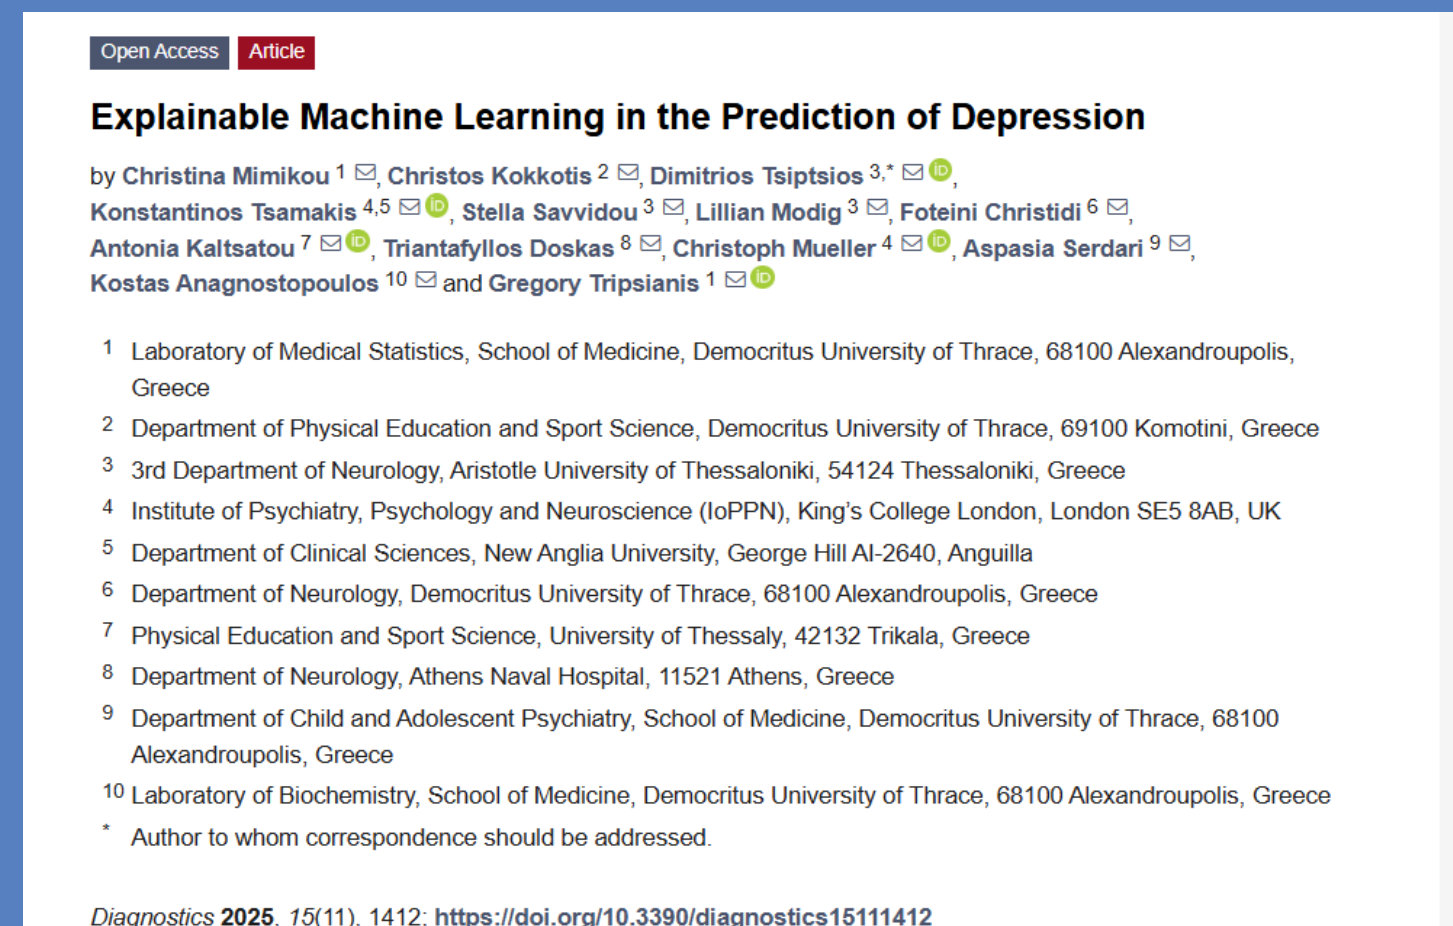 Open Access Article
Explainable Machine Learning in the Prediction of Depression
by Christina Mimikou 1, Christos Kokkotis 2, Dimitrios Tsiptsios 3,* iD,
Konstantinos Tsamakis 4,5 iD, Stella Savvidou 3, Lillian Modig 3, Foteini Christidi 6,
Antonia Kaltsatou 7 iD, Triantafyllos Doskas 8, Christoph Mueller 4 iD, Aspasia Serdari 9,
Kostas Anagnostopoulos 10 and Gregory Tripsianis 1 iD
1 Laboratory of Medical Statistics, School of Medicine, Democritus University of Thrace, 68100 Alexandroupolis,
Greece
2 Department of Physical Education and Sport Science, Democritus University of Thrace, 69100 Komotini, Greece
3 3rd Department of Neurology, Aristotle University of Thessaloniki, 54124 Thessaloniki, Greece
4 Institute of Psychiatry, Psychology and Neuroscience (IoPPN), King's College London, London SE5 8AB, UK
5 Department of Clinical Sciences, New Anglia University, George Hill AI-2640, Anguilla
6 Department of Neurology, Democritus University of Thrace, 68100 Alexandroupolis, Greece
7 Physical Education and Sport Science, University of Thessaly, 42132 Trikala, Greece
8 Department of Neurology, Athens Naval Hospital, 11521 Athens, Greece
9 Department of Child and Adolescent Psychiatry, School of Medicine, Democritus University of Thrace, 68100
Alexandroupolis, Greece
10 Laboratory of Biochemistry, School of Medicine, Democritus University of Thrace, 68100 Alexandroupolis, Greece
* Author to whom correspondence should be addressed.
Diagnostics 2025, 15(11), 1412; https://doi.org/10.3390/diagnostics15111412